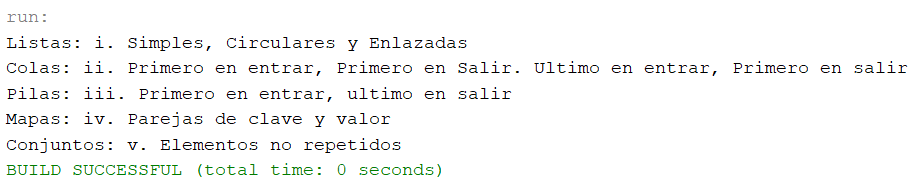 run:
Listas: i. Simples, Circulares y Enlazadas
Colas: ii. Primero en entrar, Primero en Salir. Ultimo en entrar, Primero en salir
Pilas: iii. Primero en entrar, ultimo en salir
Mapas: iv. Parejas de clave y valor
Conjuntos: v. Elementos no repetidos
BUILD SUCCESSFUL (total time: 0 seconds)